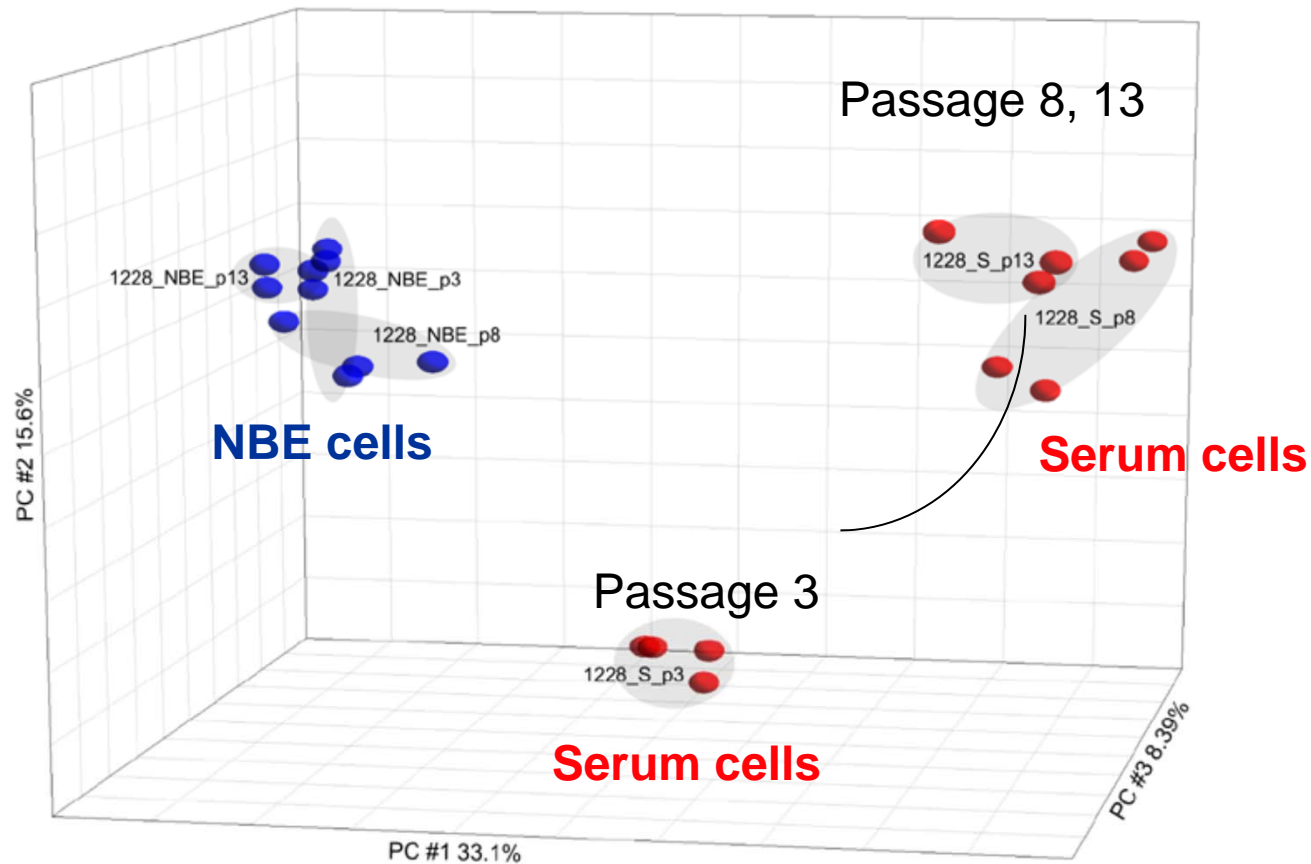 Passage 8, 13
1228_NBE_p13
1228_NBE_p3
1228_NBE_p8
1228_S_p13
1228_S_p8
NBE cells
Serum cells
PC #2 15.6%
Passage 3
1228_S_p3
Serum cells
PC #3 8.39%
PC #1 33.1%